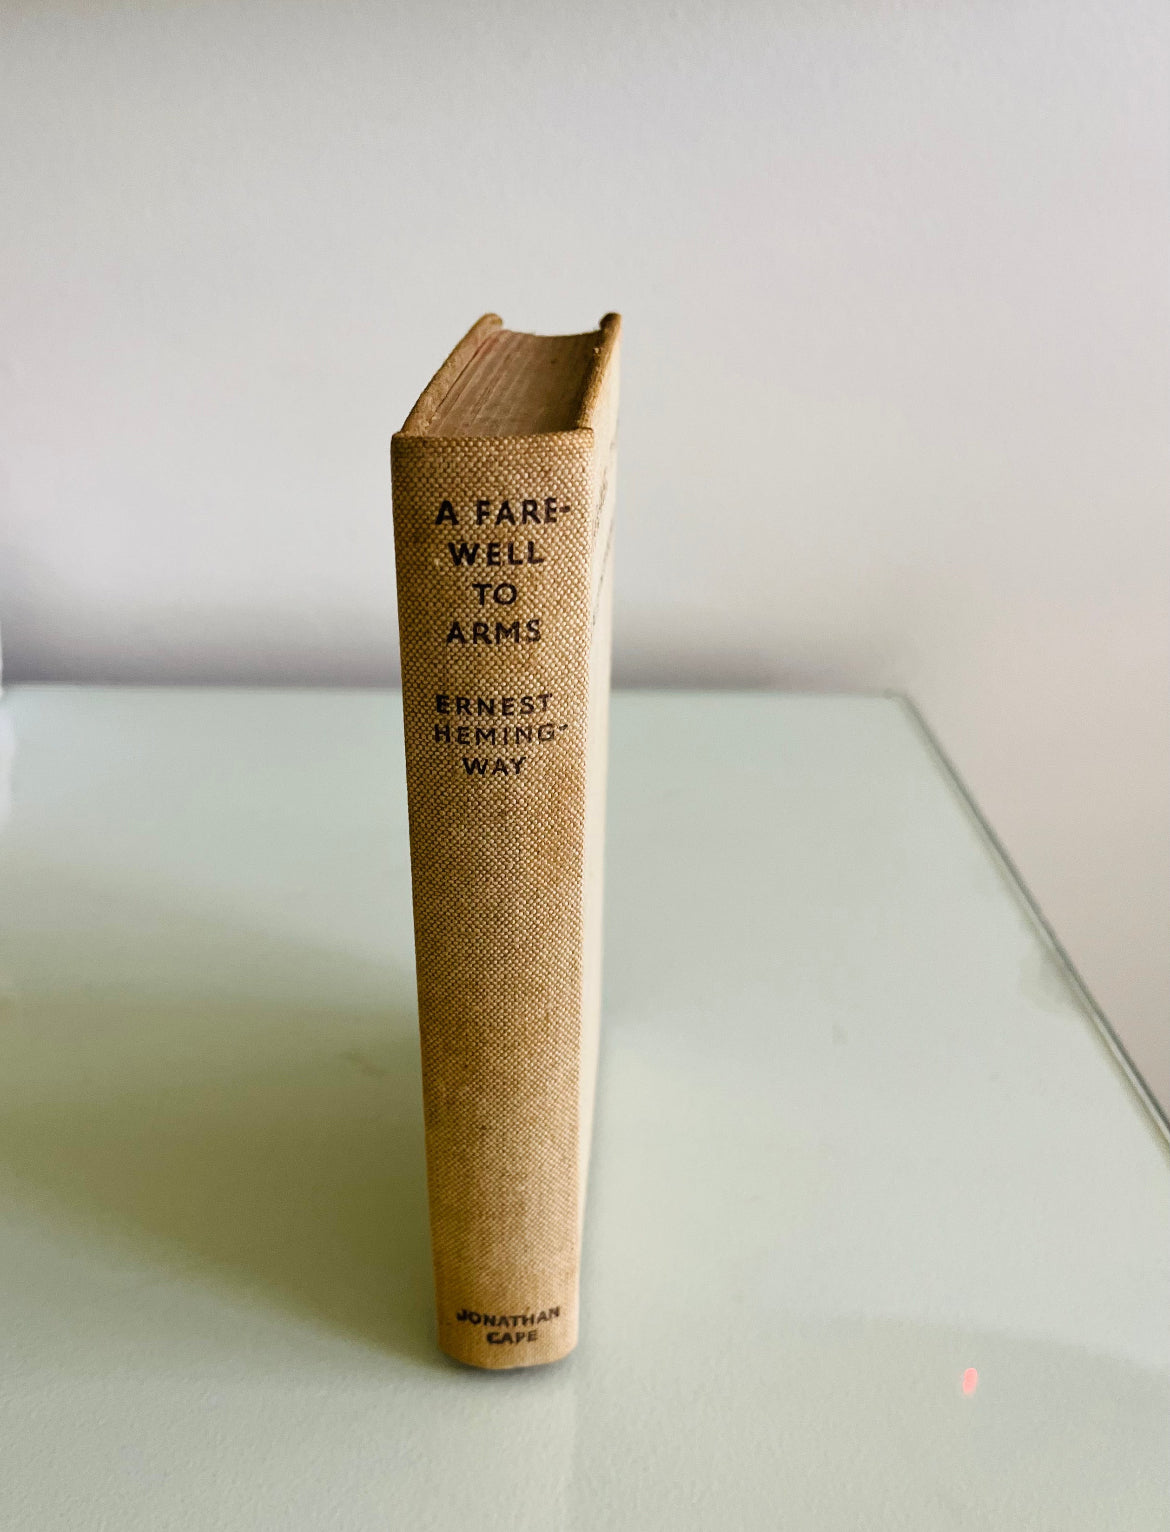 A FARE-
WELL
TO
ARMS
ERNEST
HEMING-
WAY
JONATHAN
CAPE